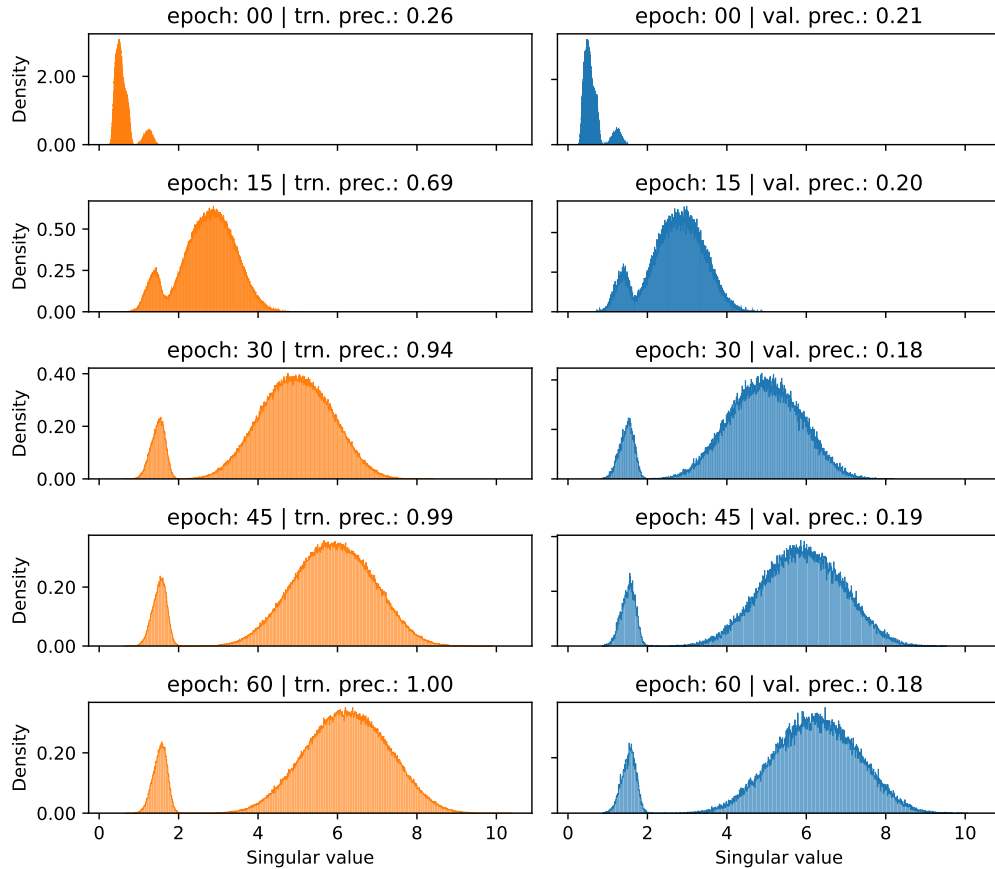 epoch: 00 | trn. prec.: 0.26
epoch: 00 | val. prec.: 0.21
Density
2.00
0.00
epoch: 15 | trn. prec.: 0.69
epoch: 15 | val. prec.: 0.20
Density
0.50
0.25
0.00
epoch: 30 | trn. prec.: 0.94
epoch: 30 | val. prec.: 0.18
Density
0.40
0.20
0.00
epoch: 45 | trn. prec.: 0.99
epoch: 45 | val. prec.: 0.19
Density
0.20
0.00
epoch: 60 | trn. prec.: 1.00
epoch: 60 | val. prec.: 0.18
Density
0.20
0.00
0 2 4 6 8 10
0 2 4 6 8 10
Singular value
Singular value